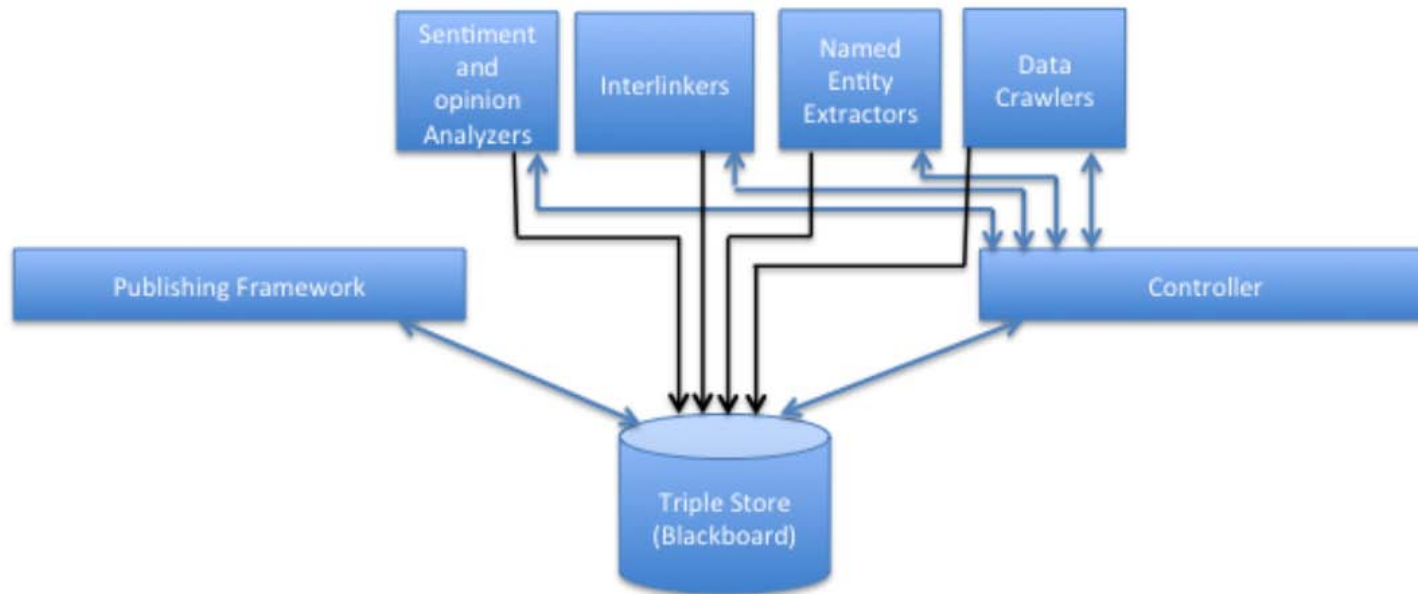 Sentiment
and
opinion
Analyzers
Interlinkers
Named
Entity
Extractors
Data
Crawlers
Publishing Framework
Controller
Triple Store
(Blackboard)